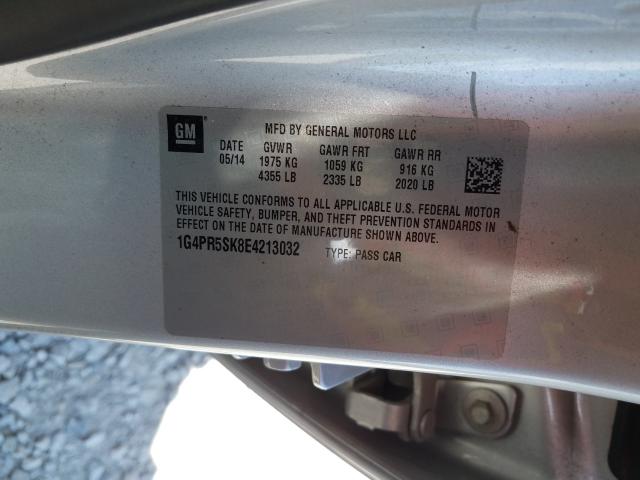 GM
MFD BY GENERAL MOTORS LLC
DATE GVWR GAWR FRT GAWR RR
05/14 1975 KG 1059 KG 916 KG
4355 LB 2335 LB 2020 LB
THIS VEHICLE CONFORMS TO ALL APPLICABLE U.S. FEDERAL MOTOR
VEHICLE SAFETY, BUMPER, AND THEFT PREVENTION STANDARDS IN
EFFECT ON THE DATE OF MANUFACTURE SHOWN ABOVE.
1G4PR5SK8E4213032 TYPE: PASS CAR